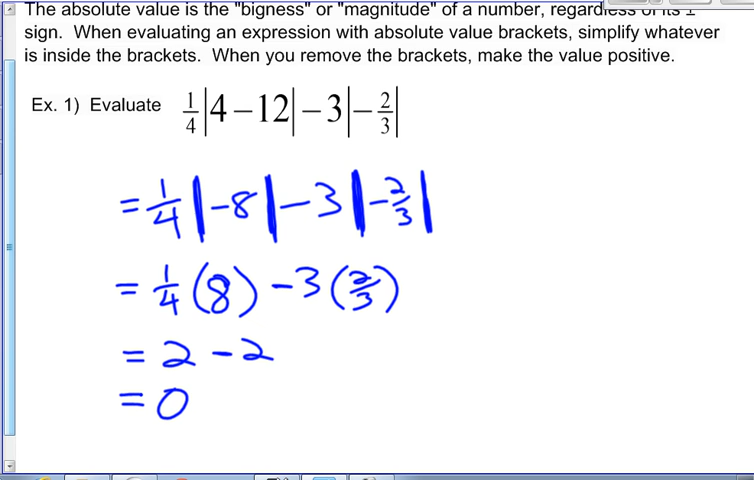 The absolute value is the "bigness" or "magnitude" of a number, regardless of its ±
sign. When evaluating an expression with absolute value brackets, simplify whatever
is inside the brackets. When you remove the brackets, make the value positive.
Ex. 1) Evaluate 1/4|4−12|−3|−2/3|
= 1/4|−8|−3|−2/3|
= 1/4(8)−3(2/3)
= 2−2
= 0